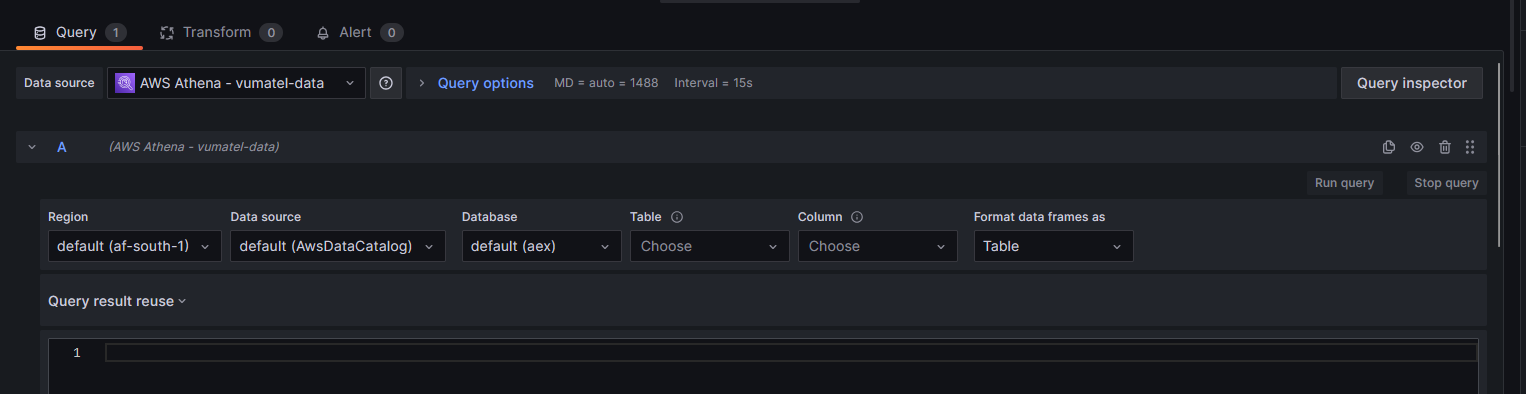 Query 1 Transform 0 Alert 0
Data source AWS Athena - vumatel-data Query options MD = auto = 1488 Interval = 15s Query inspector
A (AWS Athena - vumatel-data)
Run query Stop query
Region Data source Database Table Column Format data frames as
default (af-south-1) default (AwsDataCatalog) default (aex) Choose Choose Table
Query result reuse
1